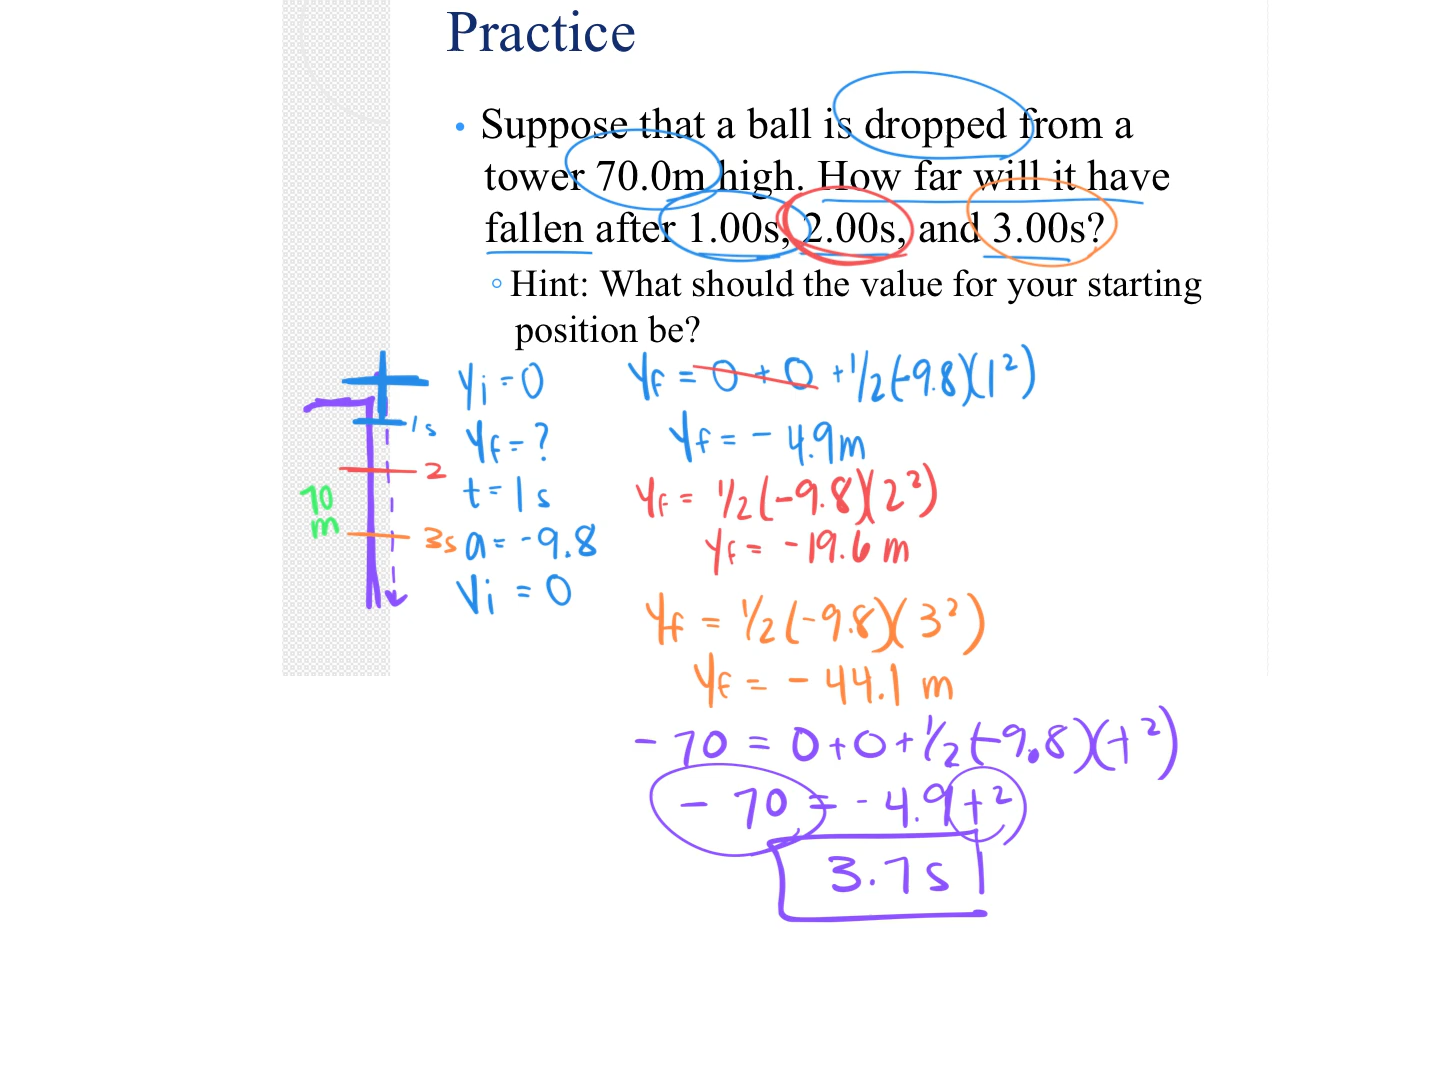 Practice
• Suppose that a ball is dropped from a
tower 70.0m high. How far will it have
fallen after 1.00s, 2.00s, and 3.00s?
◦ Hint: What should the value for your starting
position be?
yi = 0
yf = ?
t = 1s
a = -9.8
Vi = 0
1s
2
3s
70
m
yf = 0 + 0 + 1/2(-9.8)(1²)
yf = - 4.9m
yf = 1/2(-9.8)(2²)
yf = -19.6 m
yf = 1/2(-9.8)(3²)
yf = - 44.1 m
- 70 = 0+0+1/2(-9.8)(t²)
- 70 = - 4.9t²
3.7s